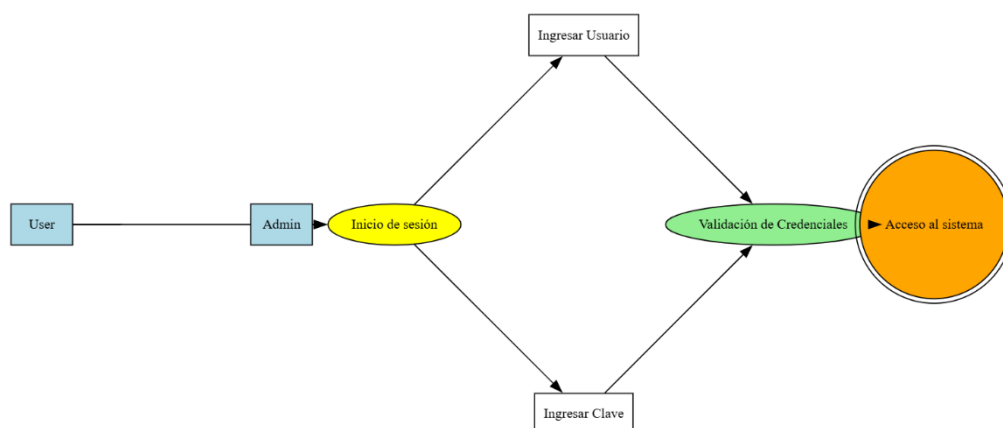 Ingresar Usuario
User
Admin
Inicio de sesión
Validación de Credenciales
Acceso al sistema
Ingresar Clave